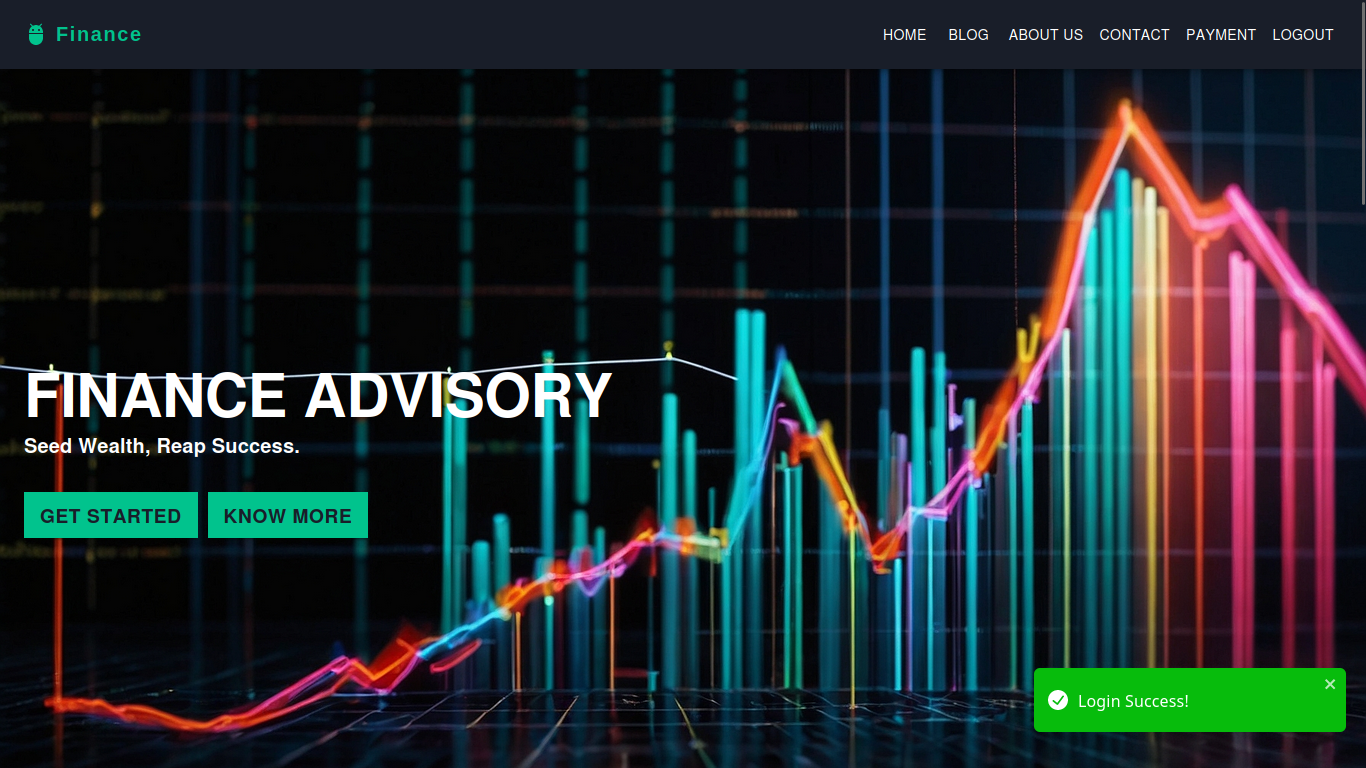 Finance
HOME BLOG ABOUT US CONTACT PAYMENT LOGOUT
FINANCE ADVISORY
Seed Wealth, Reap Success.
GET STARTED KNOW MORE
Login Success!